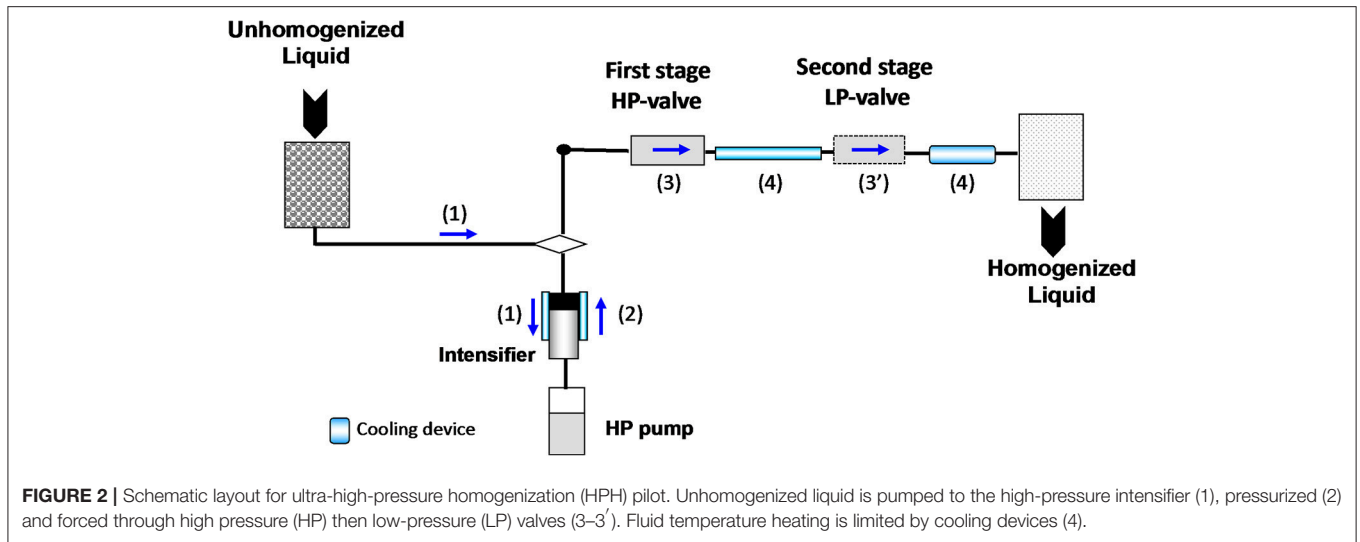 Unhomogenized
Liquid
First stage
HP-valve
Second stage
LP-valve
(1)
(3)
(4)
(3')
(4)
Homogenized
Liquid
(1)
(2)
Intensifier
Cooling device
HP pump
FIGURE 2 | Schematic layout for ultra-high-pressure homogenization (HPH) pilot. Unhomogenized liquid is pumped to the high-pressure intensifier (1), pressurized (2)
and forced through high pressure (HP) then low-pressure (LP) valves (3–3′). Fluid temperature heating is limited by cooling devices (4).